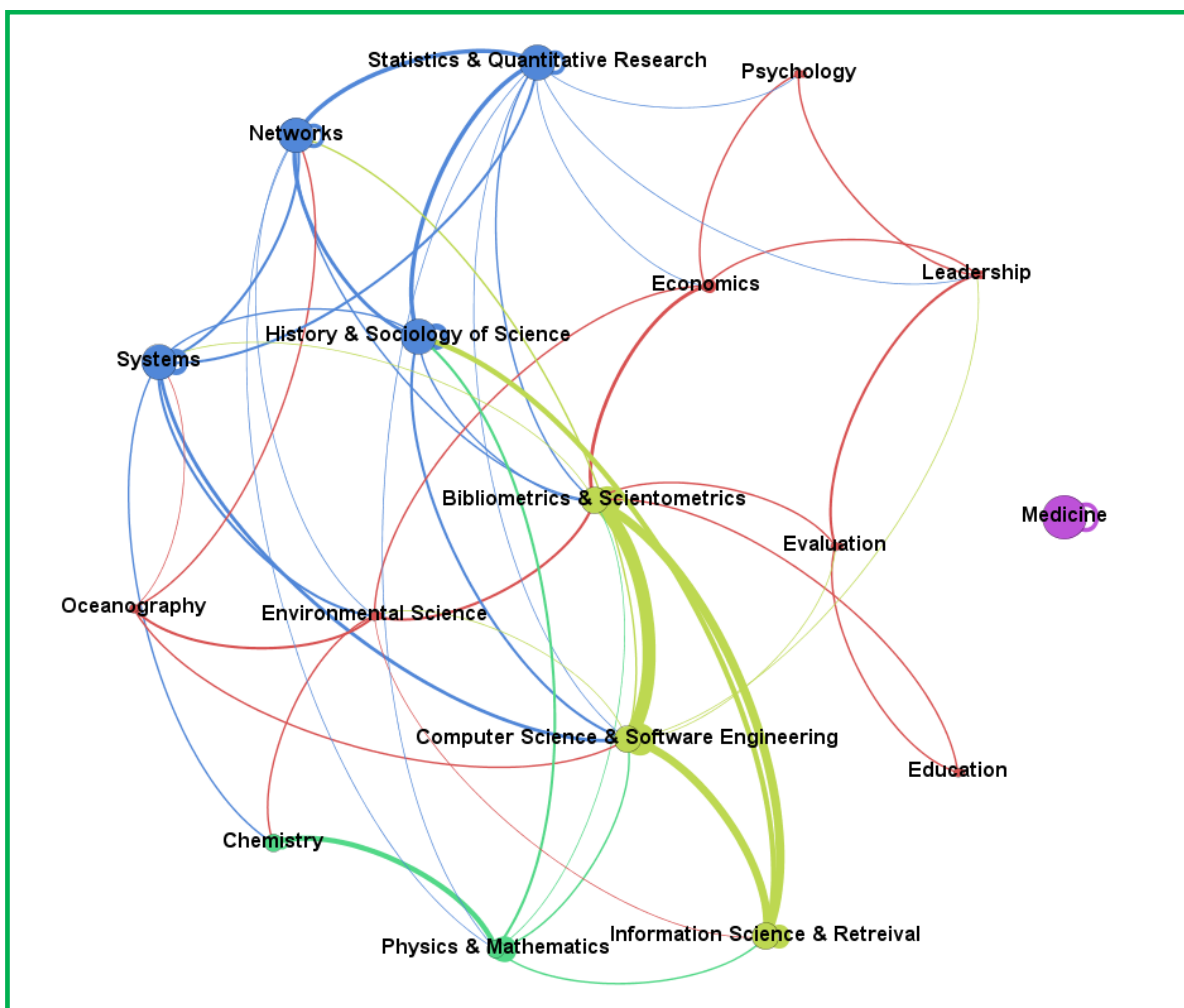 Statistics & Quantitative Research
Psychology
Networks
Leadership
Economics
History & Sociology of Science
Systems
Bibliometrics & Scientometrics
Medicine
Evaluation
Oceanography
Environmental Science
Computer Science & Software Engineering
Education
Chemistry
Information Science & Retreival
Physics & Mathematics